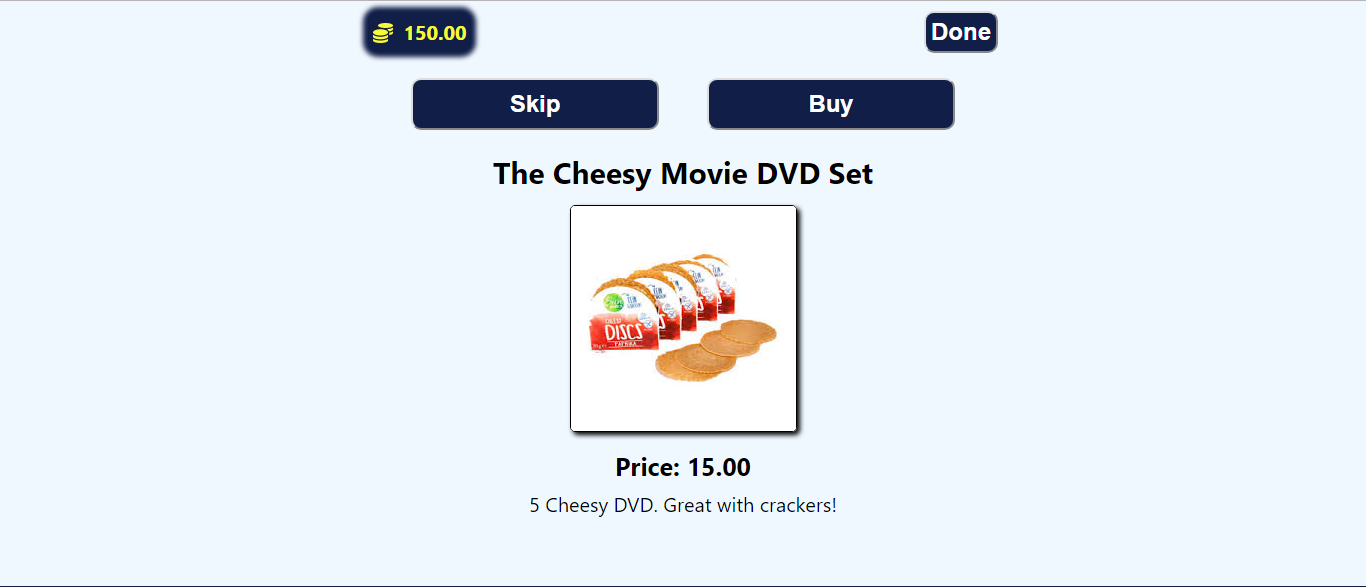 150.00
Done
Skip
Buy
The Cheesy Movie DVD Set
DISCS
PAPRIKA
Price: 15.00
5 Cheesy DVD. Great with crackers!